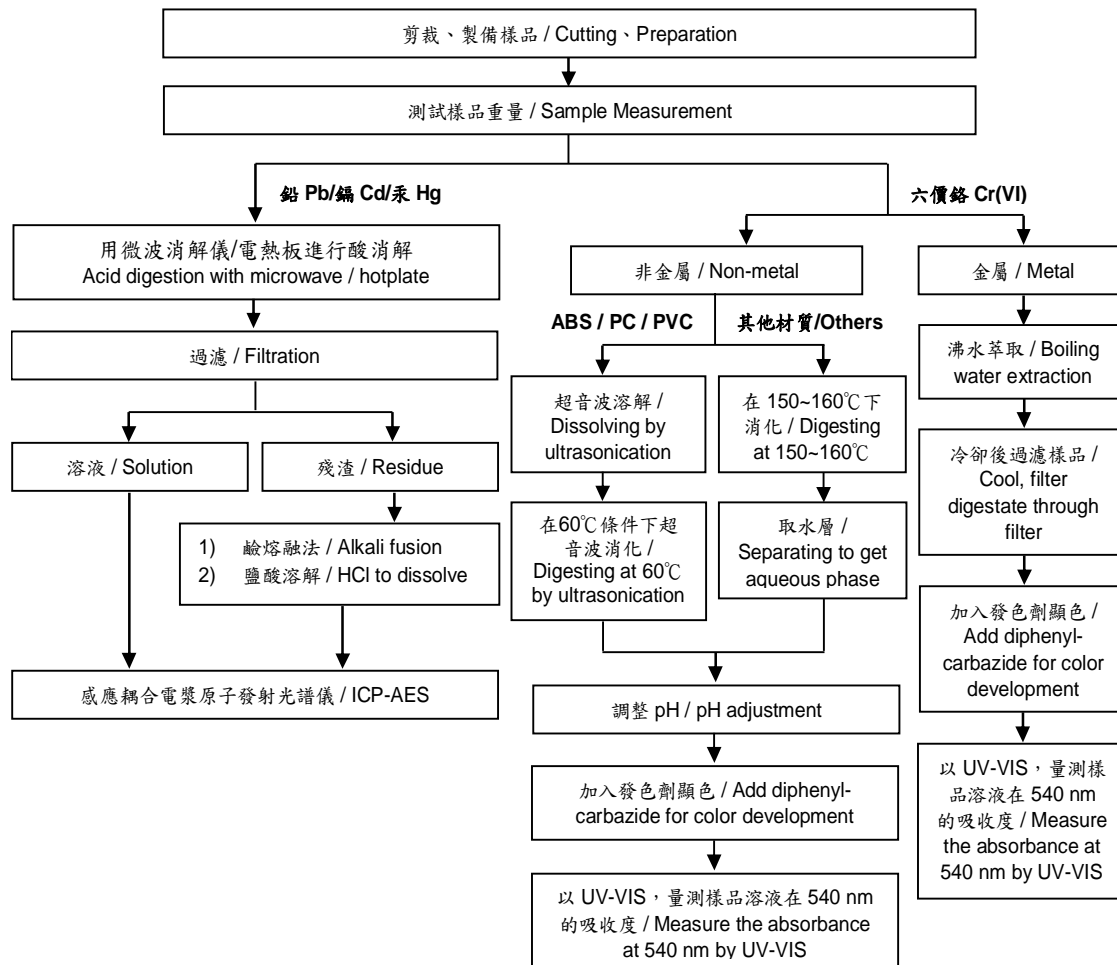 剪裁、製備樣品 / Cutting、Preparation
測試樣品重量 / Sample Measurement
鉛 Pb/鎘 Cd/汞 Hg
六價鉻 Cr(VI)
用微波消解儀/電熱板進行酸消解
Acid digestion with microwave / hotplate
非金屬 / Non-metal
金屬 / Metal
過濾 / Filtration
ABS / PC / PVC
其他材質/Others
沸水萃取 / Boiling
water extraction
溶液 / Solution
殘渣 / Residue
超音波溶解 /
Dissolving by
ultrasonication
在 150~160℃下
消化 / Digesting
at 150~160℃
冷卻後過濾樣品 /
Cool, filter
digestate through
filter
1) 鹼熔融法 / Alkali fusion
2) 鹽酸溶解 / HCl to dissolve
在60℃條件下超
音波消化 /
Digesting at 60℃
by ultrasonication
取水層 /
Separating to get
aqueous phase
加入發色劑顯色 /
Add diphenyl-
carbazide for color
development
感應耦合電漿原子發射光譜儀 / ICP-AES
調整 pH / pH adjustment
加入發色劑顯色 / Add diphenyl-
carbazide for color development
以 UV-VIS，量測樣
品溶液在 540 nm
的吸收度 / Measure
the absorbance at
540 nm by UV-VIS
以 UV-VIS，量測樣品溶液在 540 nm
的吸收度 / Measure the absorbance
at 540 nm by UV-VIS